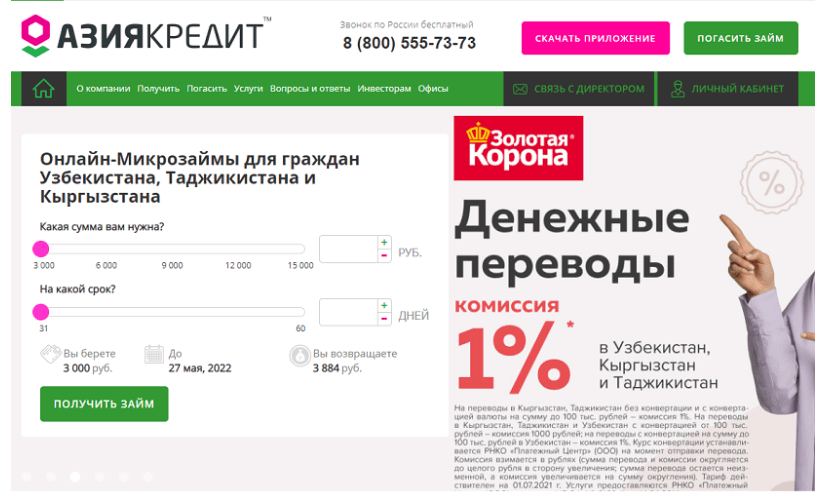 АЗИЯКРЕДИТ™
Звонок по России бесплатный
8 (800) 555-73-73
СКАЧАТЬ ПРИЛОЖЕНИЕ
ПОГАСИТЬ ЗАЙМ
О компании Получить Погасить Услуги Вопросы и ответы Инвесторам Офисы
СВЯЗЬ С ДИРЕКТОРОМ
ЛИЧНЫЙ КАБИНЕТ
Онлайн-Микрозаймы для граждан
Узбекистана, Таджикистана и
Кыргызстана
Какая сумма вам нужна?
+
-
РУБ.
3 000 6 000 9 000 12 000 15 000
На какой срок?
+
-
ДНЕЙ
31 60
Вы берете
3 000 руб.
До
27 мая, 2022
Вы возвращаете
3 884 руб.
ПОЛУЧИТЬ ЗАЙМ
Золотая®
Корона
%
Денежные
переводы
комиссия
1%*
в Узбекистан,
Кыргызстан
и Таджикистан
На переводы в Кыргызстан, Таджикистан без конвертации и с конверта-
цией валюты на сумму до 100 тыс. рублей – комиссия 1%. На переводы
в Кыргызстан, Таджикистан и Узбекистан с конвертацией от 100 тыс.
рублей – комиссия 1000 рублей; на переводы с конвертацией на сумму до
100 тыс. рублей в Узбекистан – комиссия 1%. Курс конвертации устанавли-
вается РНКО «Платежный Центр» (ООО) на момент отправки перевода.
Комиссия взимается в рублях (сумма перевода и комиссии округляется
до целого рубля в сторону увеличения; сумма перевода остается неиз-
менной, а комиссия увеличивается на сумму округления). Тариф дей-
ствителен на 01.07.2021 г. Услуги предоставляются РНКО «Платежный